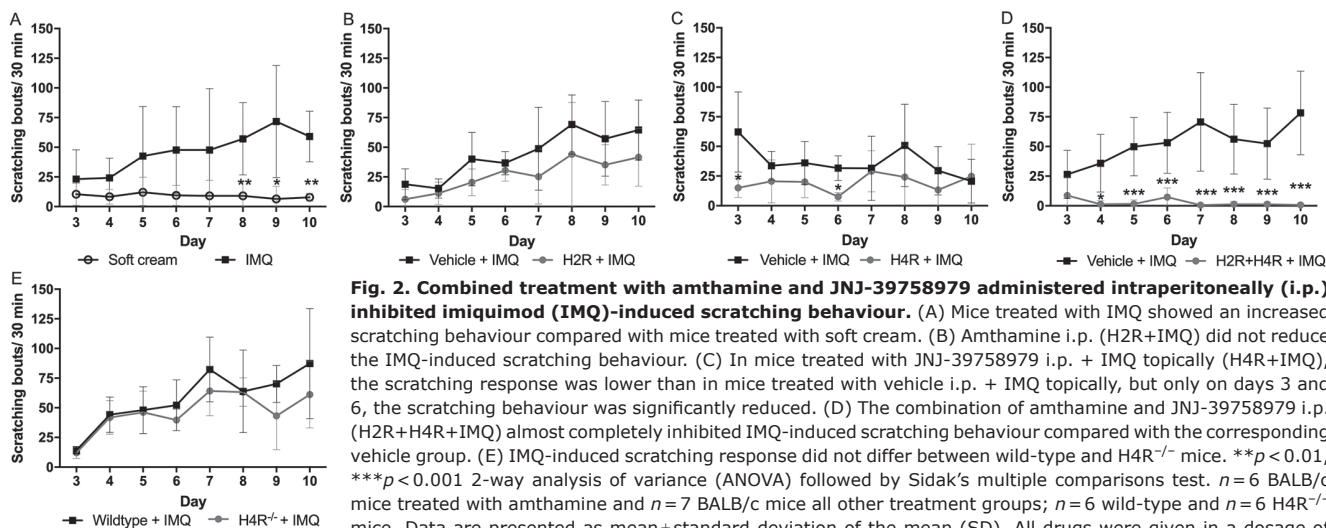 A
Scratching bouts/ 30 min
150
125
100
75
50
25
0
** * **
3 4 5 6 7 8 9 10
Day
Soft cream IMQ
B
Scratching bouts/ 30 min
150
125
100
75
50
25
0
3 4 5 6 7 8 9 10
Day
Vehicle + IMQ H2R + IMQ
C
Scratching bouts/ 30 min
150
125
100
75
50
25
0
* *
3 4 5 6 7 8 9 10
Day
Vehicle + IMQ H4R + IMQ
D
Scratching bouts/ 30 min
150
125
100
75
50
25
0
* *** *** *** *** *** ***
3 4 5 6 7 8 9 10
Day
Vehicle + IMQ H2R+H4R + IMQ
E
Scratching bouts/ 30 min
150
125
100
75
50
25
0
3 4 5 6 7 8 9 10
Day
Wildtype + IMQ H4R-/- + IMQ
Fig. 2. Combined treatment with amthamine and JNJ-39758979 administered intraperitoneally (i.p.)
inhibited imiquimod (IMQ)-induced scratching behaviour. (A) Mice treated with IMQ showed an increased
scratching behaviour compared with mice treated with soft cream. (B) Amthamine i.p. (H2R+IMQ) did not reduce
the IMQ-induced scratching behaviour. (C) In mice treated with JNJ-39758979 i.p. + IMQ topically (H4R+IMQ),
the scratching response was lower than in mice treated with vehicle i.p. + IMQ topically, but only on days 3 and
6, the scratching behaviour was significantly reduced. (D) The combination of amthamine and JNJ-39758979 i.p.
(H2R+H4R+IMQ) almost completely inhibited IMQ-induced scratching behaviour compared with the corresponding
vehicle group. (E) IMQ-induced scratching response did not differ between wild-type and H4R−/− mice. **p<0.01,
***p<0.001 2-way analysis of variance (ANOVA) followed by Sidak's multiple comparisons test. n=6 BALB/c
mice treated with amthamine and n=7 BALB/c mice all other treatment groups; n=6 wild-type and n=6 H4R−/−
mice. Data are presented as mean±standard deviation of the mean (SD). All drugs were given in a dosage of